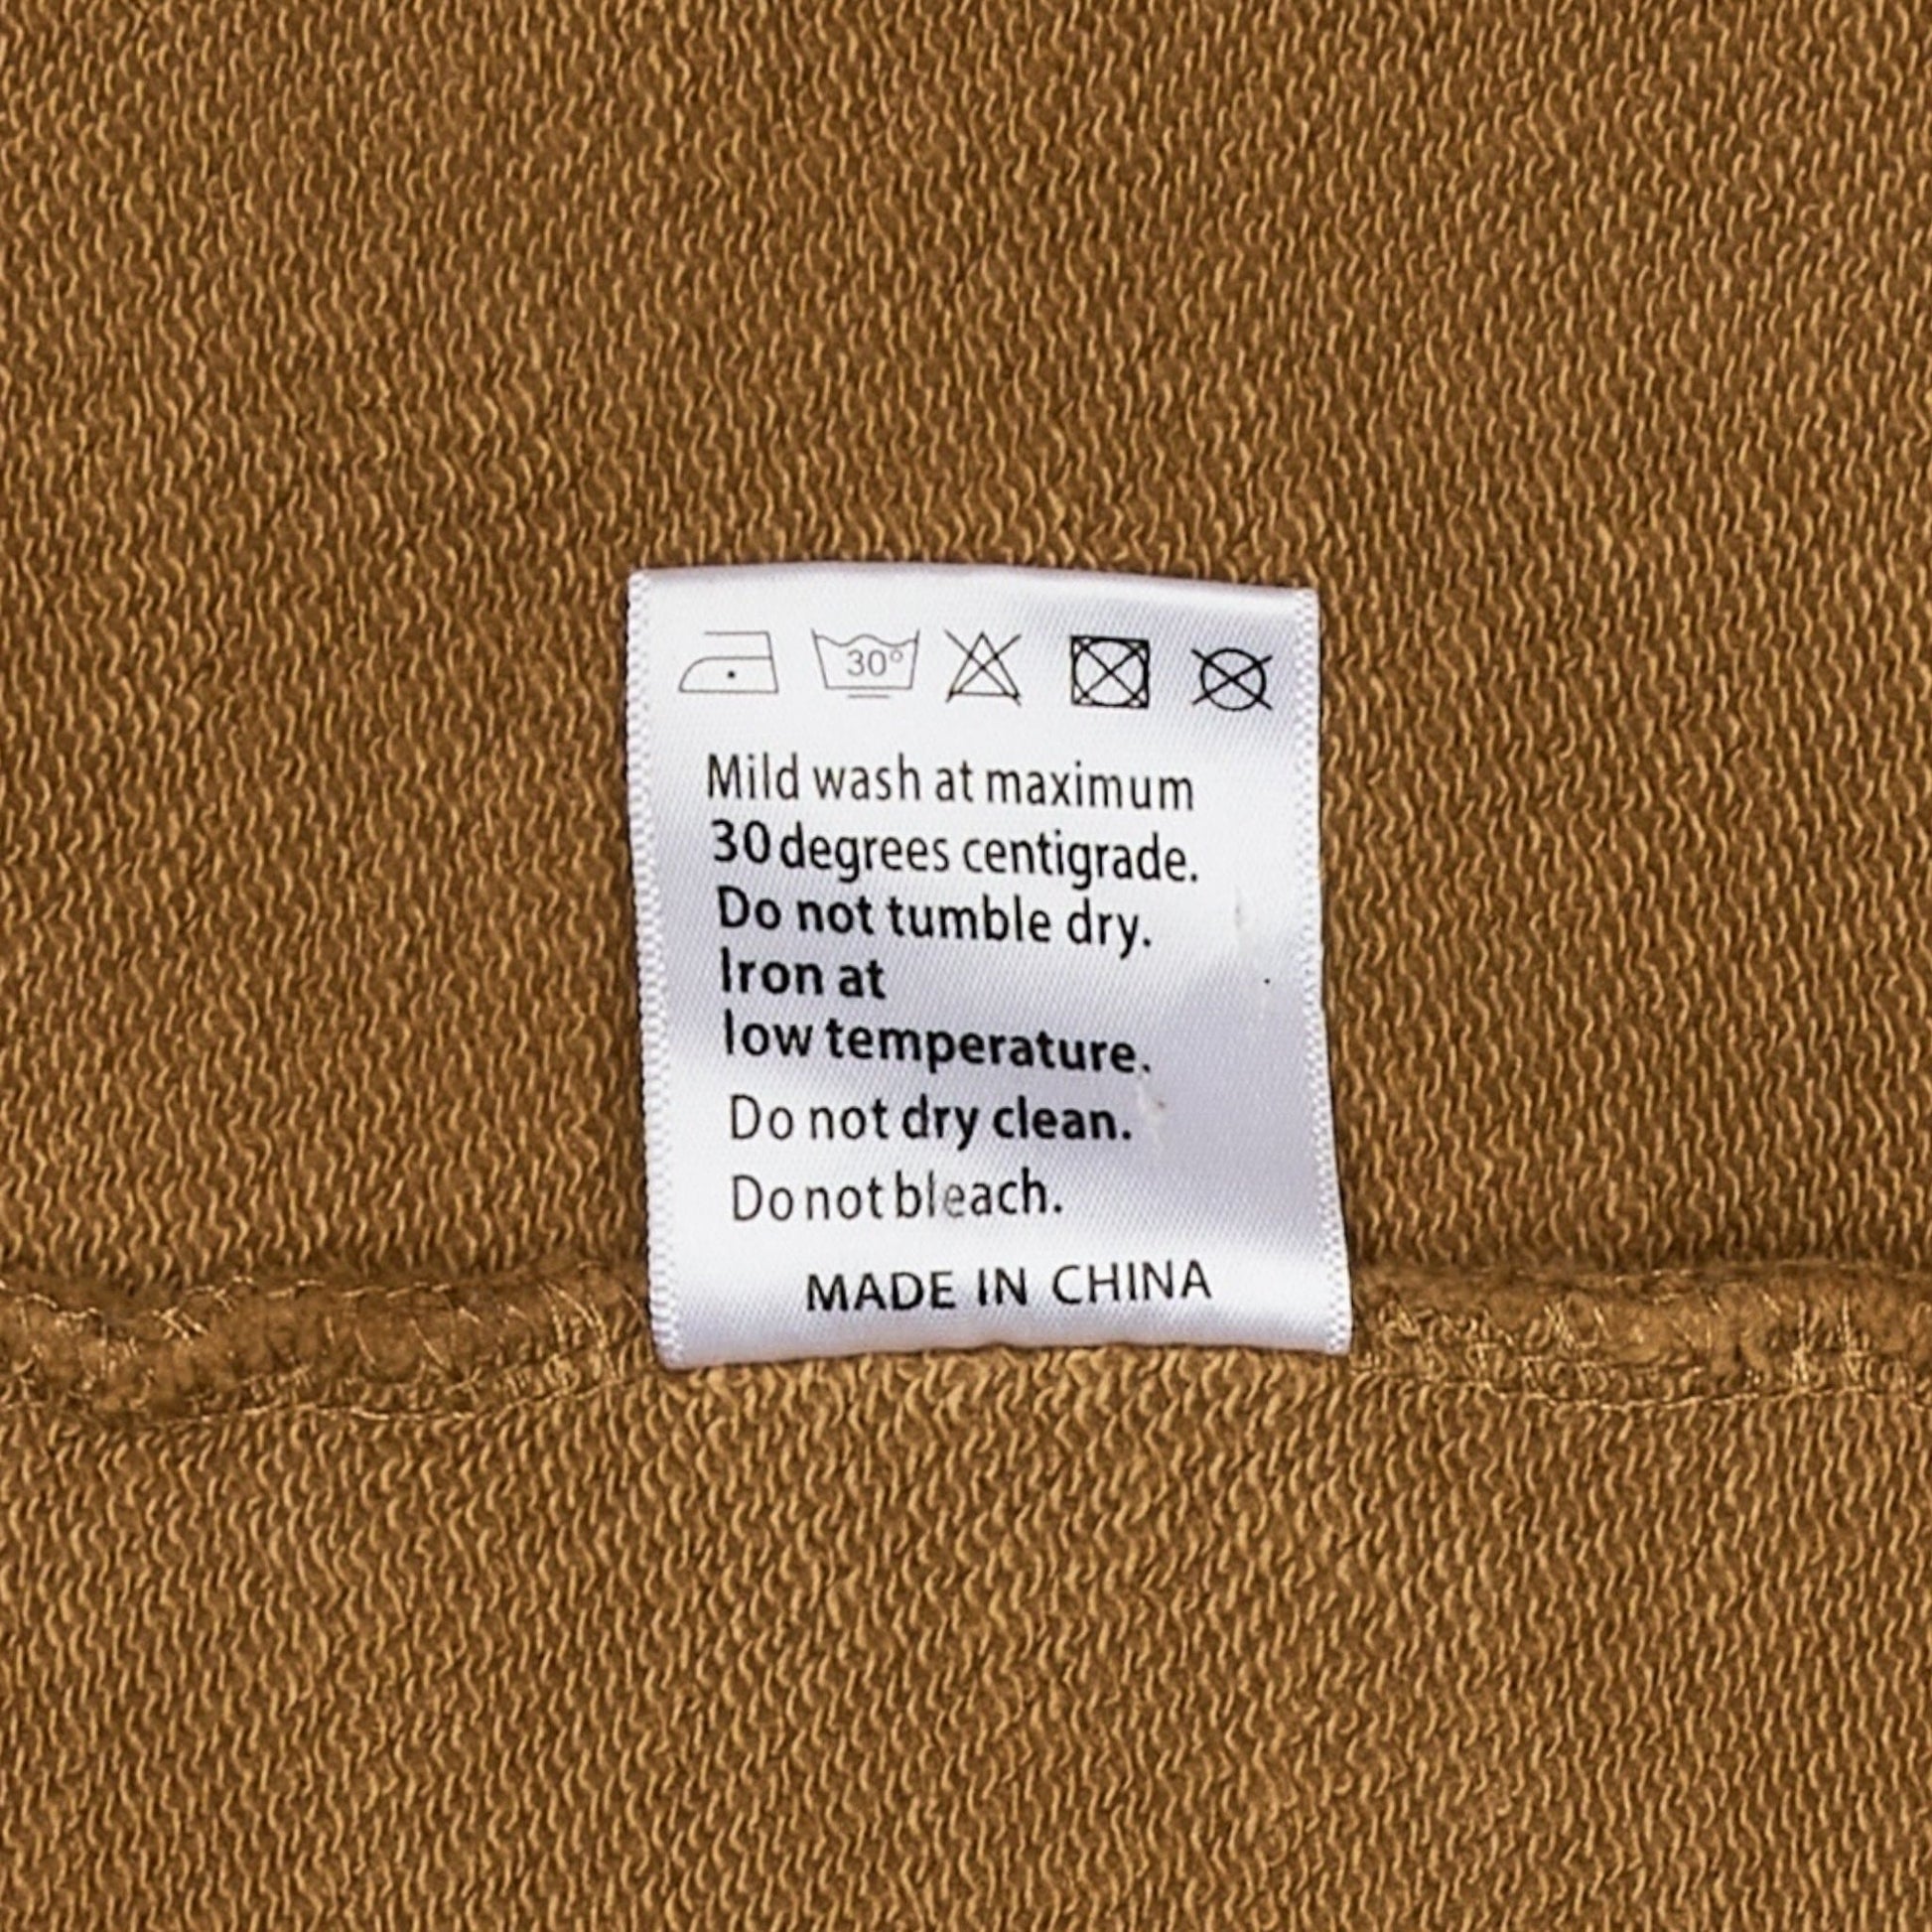 30°
Mild wash at maximum
30 degrees centigrade.
Do not tumble dry.
Iron at
low temperature.
Do not dry clean.
Do not bleach.
MADE IN CHINA